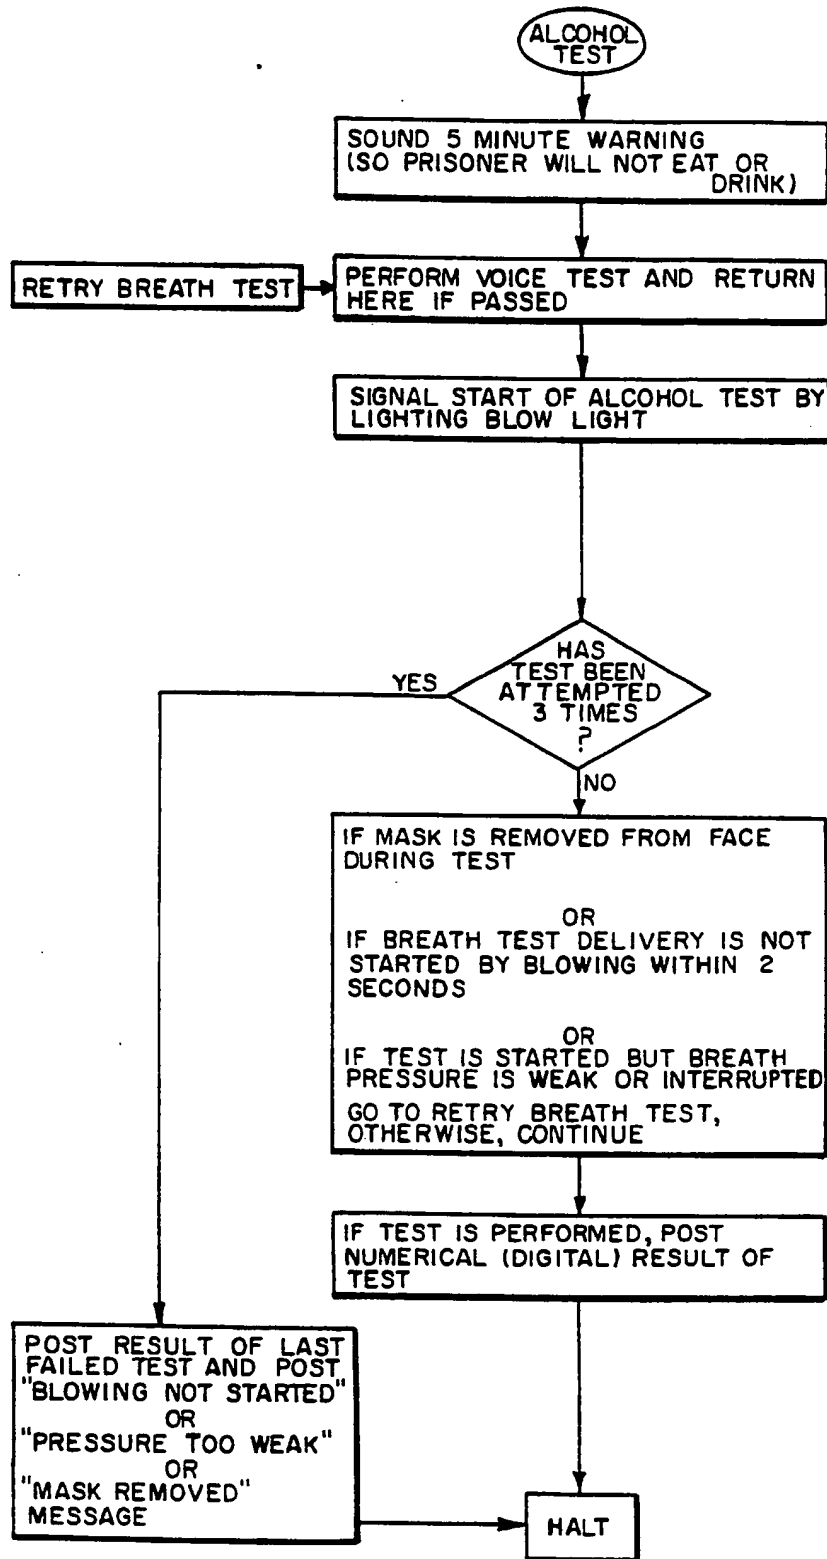 ALCOHOL
TEST
SOUND 5 MINUTE WARNING
(SO PRISONER WILL NOT EAT OR
DRINK)
RETRY BREATH TEST
PERFORM VOICE TEST AND RETURN
HERE IF PASSED
SIGNAL START OF ALCOHOL TEST BY
LIGHTING BLOW LIGHT
HAS
TEST BEEN
ATTEMPTED
3 TIMES
?
YES
NO
IF MASK IS REMOVED FROM FACE
DURING TEST
OR
IF BREATH TEST DELIVERY IS NOT
STARTED BY BLOWING WITHIN 2
SECONDS
OR
IF TEST IS STARTED BUT BREATH
PRESSURE IS WEAK OR INTERRUPTED
GO TO RETRY BREATH TEST,
OTHERWISE, CONTINUE
IF TEST IS PERFORMED, POST
NUMERICAL (DIGITAL) RESULT OF
TEST
POST RESULT OF LAST
FAILED TEST AND POST
"BLOWING NOT STARTED"
OR
"PRESSURE TOO WEAK"
OR
"MASK REMOVED"
MESSAGE
HALT